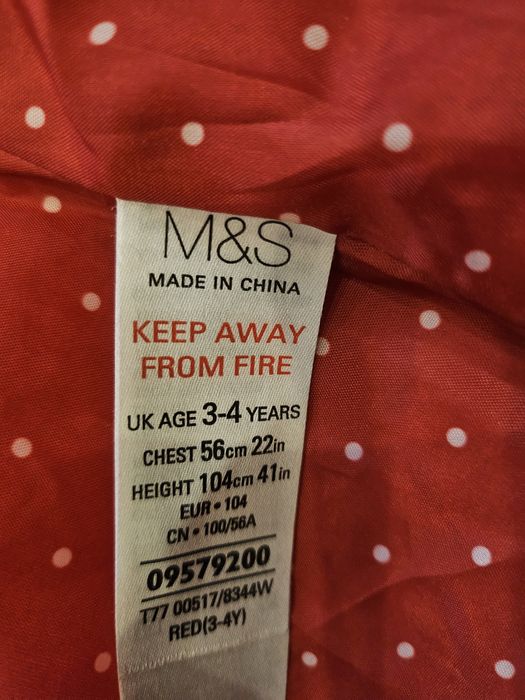 M&S
MADE IN CHINA
KEEP AWAY
FROM FIRE
UK AGE 3-4 YEARS
CHEST 56cm 22in
HEIGHT 104cm 41in
EUR • 104
CN • 100/56A
09579200
T77 00517/8344W
RED(3-4Y)